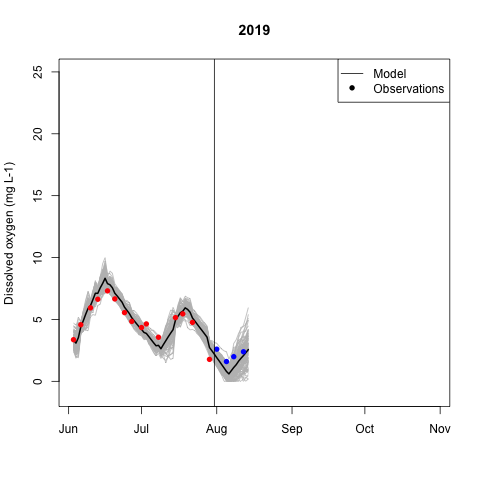 2019
Model
Observations
Dissolved oxygen (mg L-1)
25
20
15
10
5
0
Jun Jul Aug Sep Oct Nov